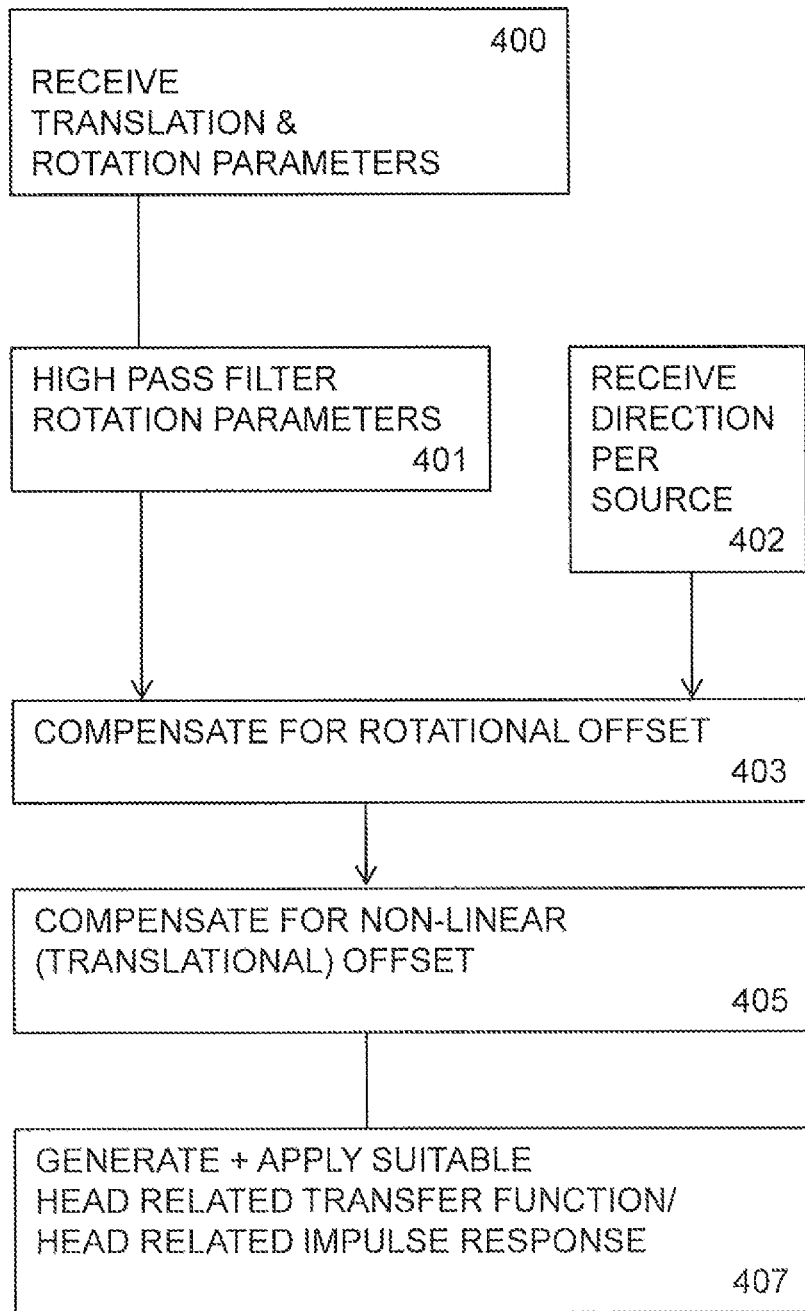 400
RECEIVE
TRANSLATION &
ROTATION PARAMETERS
HIGH PASS FILTER
ROTATION PARAMETERS
401
RECEIVE
DIRECTION
PER
SOURCE
402
COMPENSATE FOR ROTATIONAL OFFSET
403
COMPENSATE FOR NON-LINEAR
(TRANSLATIONAL) OFFSET
405
GENERATE + APPLY SUITABLE
HEAD RELATED TRANSFER FUNCTION/
HEAD RELATED IMPULSE RESPONSE
407